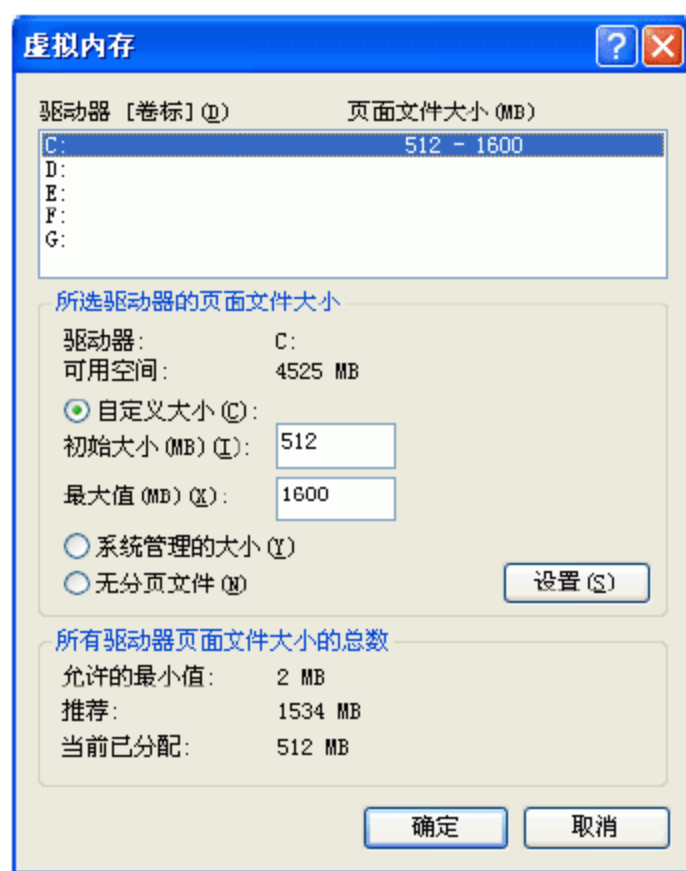 虚拟内存
驱动器 [卷标](D) 页面文件大小(MB)
C: 512 - 1600
D:
E:
F:
G:
所选驱动器的页面文件大小
驱动器: C:
可用空间: 4525 MB
自定义大小(C):
初始大小(MB)(I): 512
最大值(MB)(X): 1600
系统管理的大小(Y)
无分页文件(N) 设置(S)
所有驱动器页面文件大小的总数
允许的最小值: 2 MB
推荐: 1534 MB
当前已分配: 512 MB
确定 取消